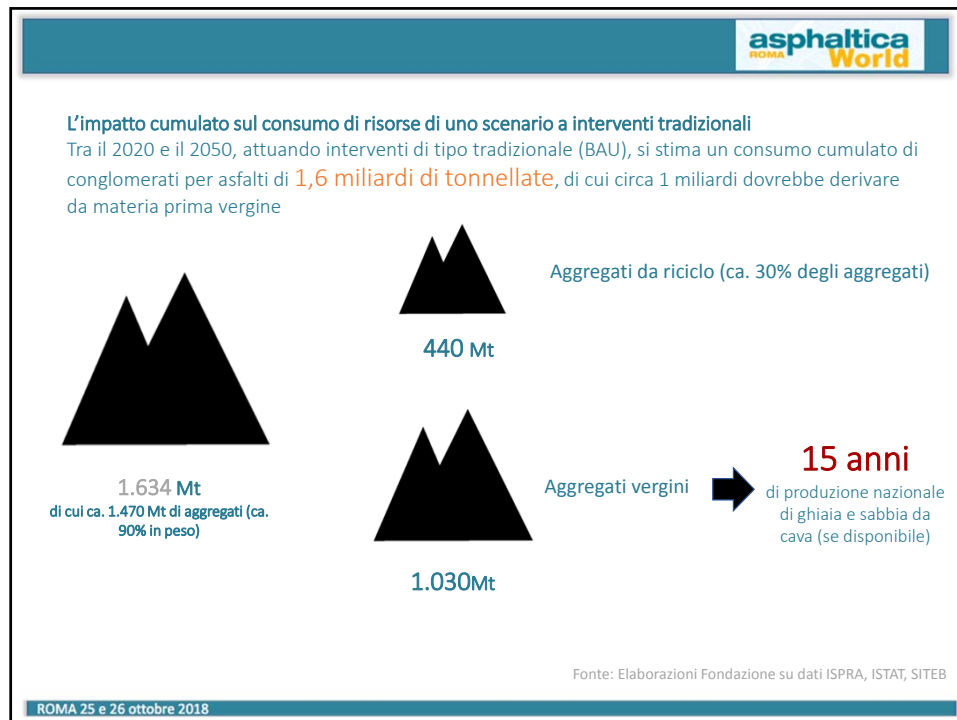 asphaltica
ROMA World
L'impatto cumulato sul consumo di risorse di uno scenario a interventi tradizionali
Tra il 2020 e il 2050, attuando interventi di tipo tradizionale (BAU), si stima un consumo cumulato di
conglomerati per asfalti di 1,6 miliardi di tonnellate, di cui circa 1 miliardi dovrebbe derivare
da materia prima vergine
Aggregati da riciclo (ca. 30% degli aggregati)
440 Mt
1.634 Mt
di cui ca. 1.470 Mt di aggregati (ca.
90% in peso)
Aggregati vergini
1.030Mt
15 anni
di produzione nazionale
di ghiaia e sabbia da
cava (se disponibile)
Fonte: Elaborazioni Fondazione su dati ISPRA, ISTAT, SITEB
ROMA 25 e 26 ottobre 2018